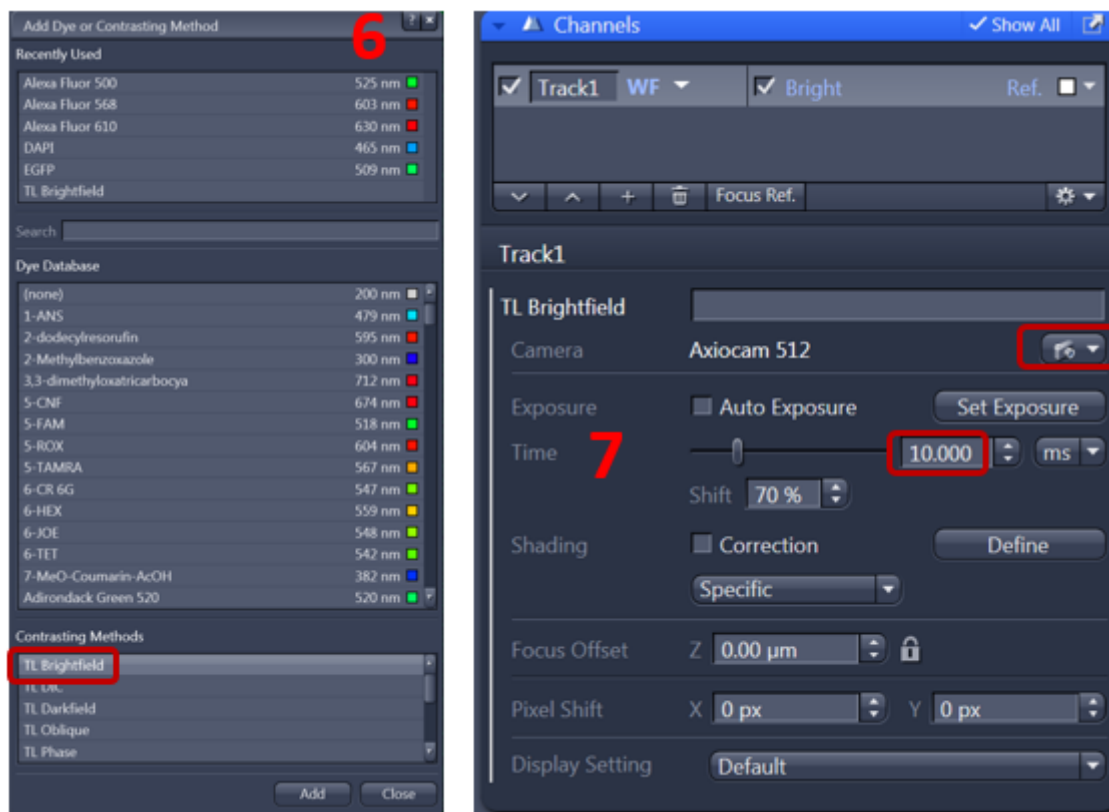 Add Dye or Contrasting Method ? ×
6
Recently Used
Alexa Fluor 500 525 nm
Alexa Fluor 568 603 nm
Alexa Fluor 610 630 nm
DAPI 465 nm
EGFP 509 nm
TL Brightfield
Search
Dye Database
(none) 200 nm
1-ANS 479 nm
2-dodecylresorufin 595 nm
2-Methylbenzoxazole 300 nm
3,3-dimethyloxatricarbocya 712 nm
5-CNF 674 nm
5-FAM 518 nm
5-ROX 604 nm
5-TAMRA 567 nm
6-CR 6G 547 nm
6-HEX 559 nm
6-JOE 548 nm
6-TET 542 nm
7-MeO-Coumarin-AcOH 382 nm
Adirondack Green 520 520 nm
Contrasting Methods
TL Brightfield
TL DIC
TL Darkfield
TL Oblique
TL Phase
Add Close
Channels Show All
Track1 WF Bright Ref.
+ Focus Ref.
Track1
TL Brightfield
Camera Axiocam 512
Exposure Auto Exposure Set Exposure
Time 10.000 ms
7
Shift 70 %
Shading Correction Define
Specific
Focus Offset Z 0.00 µm
Pixel Shift X 0 px Y 0 px
Display Setting Default